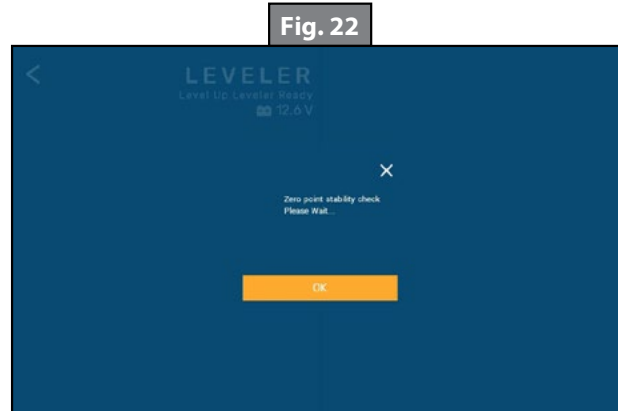 Fig. 22
LEVELER
Level Up Leveler Ready
12.6 V
Zero point stability check
Please Wait...
OK